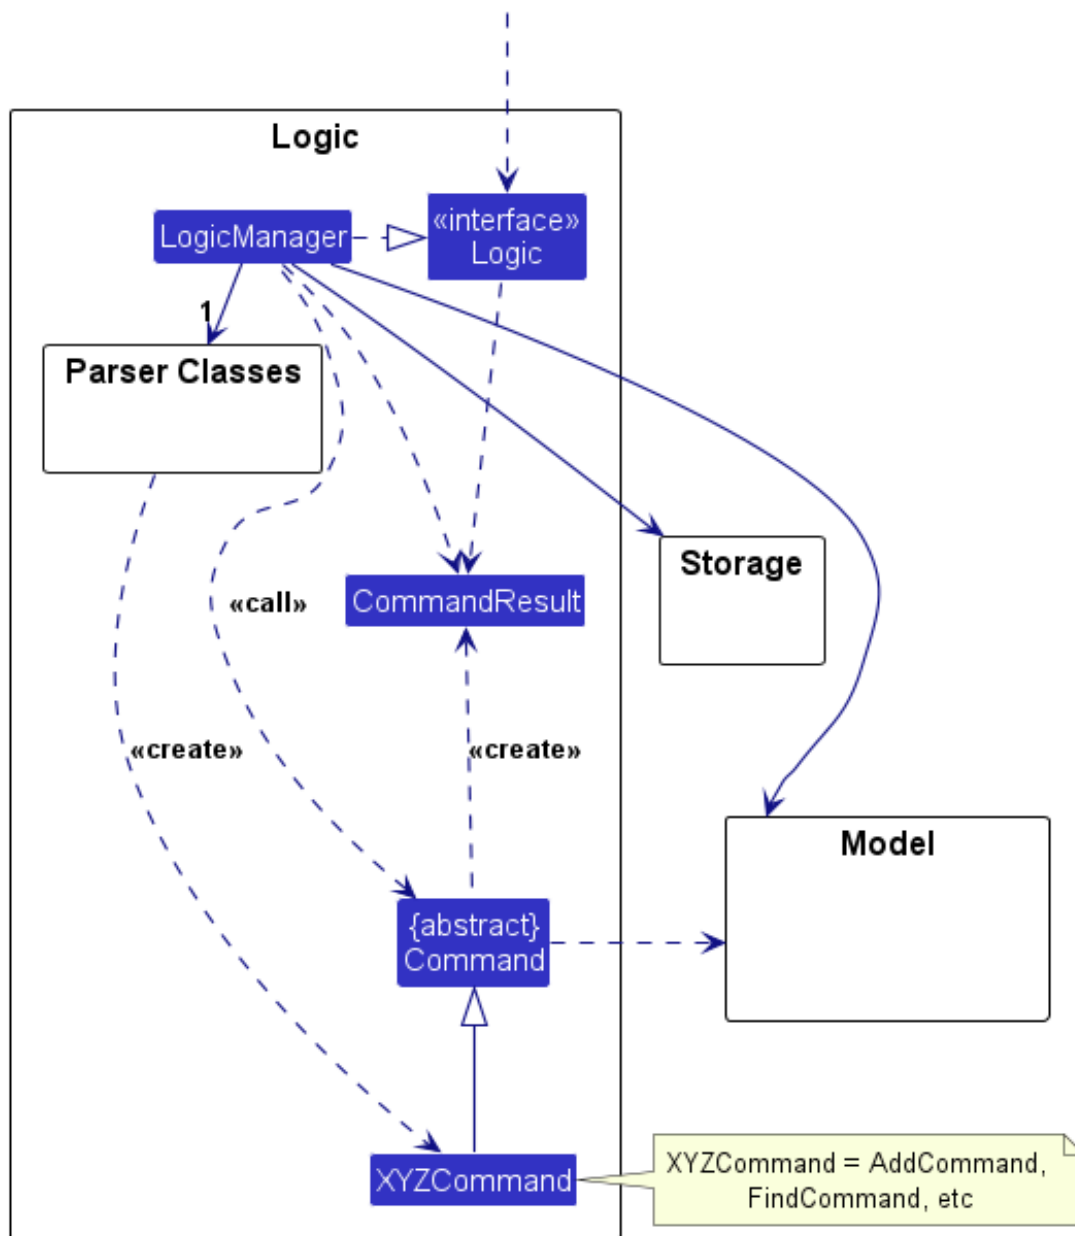 Logic
LogicManager
«interface»
Logic
1
Parser Classes
Storage
CommandResult
«call»
«create»
«create»
Model
{abstract}
Command
XYZCommand
XYZCommand = AddCommand,
FindCommand, etc